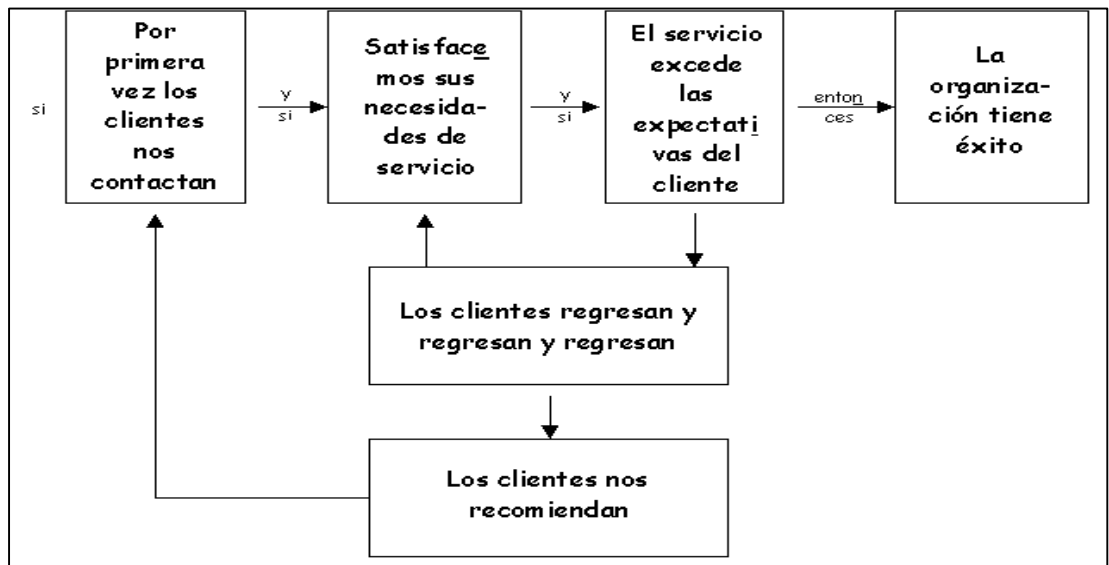 si
Por
primera
vez los
clientes
nos
contactan
y
si
Satisface
mos sus
necesida-
des de
servicio
y
si
El servicio
excede
las
expectati
vas del
cliente
enton
ces
La
organiza-
ción tiene
éxito
Los clientes regresan y
regresan y regresan
Los clientes nos
recomiendan